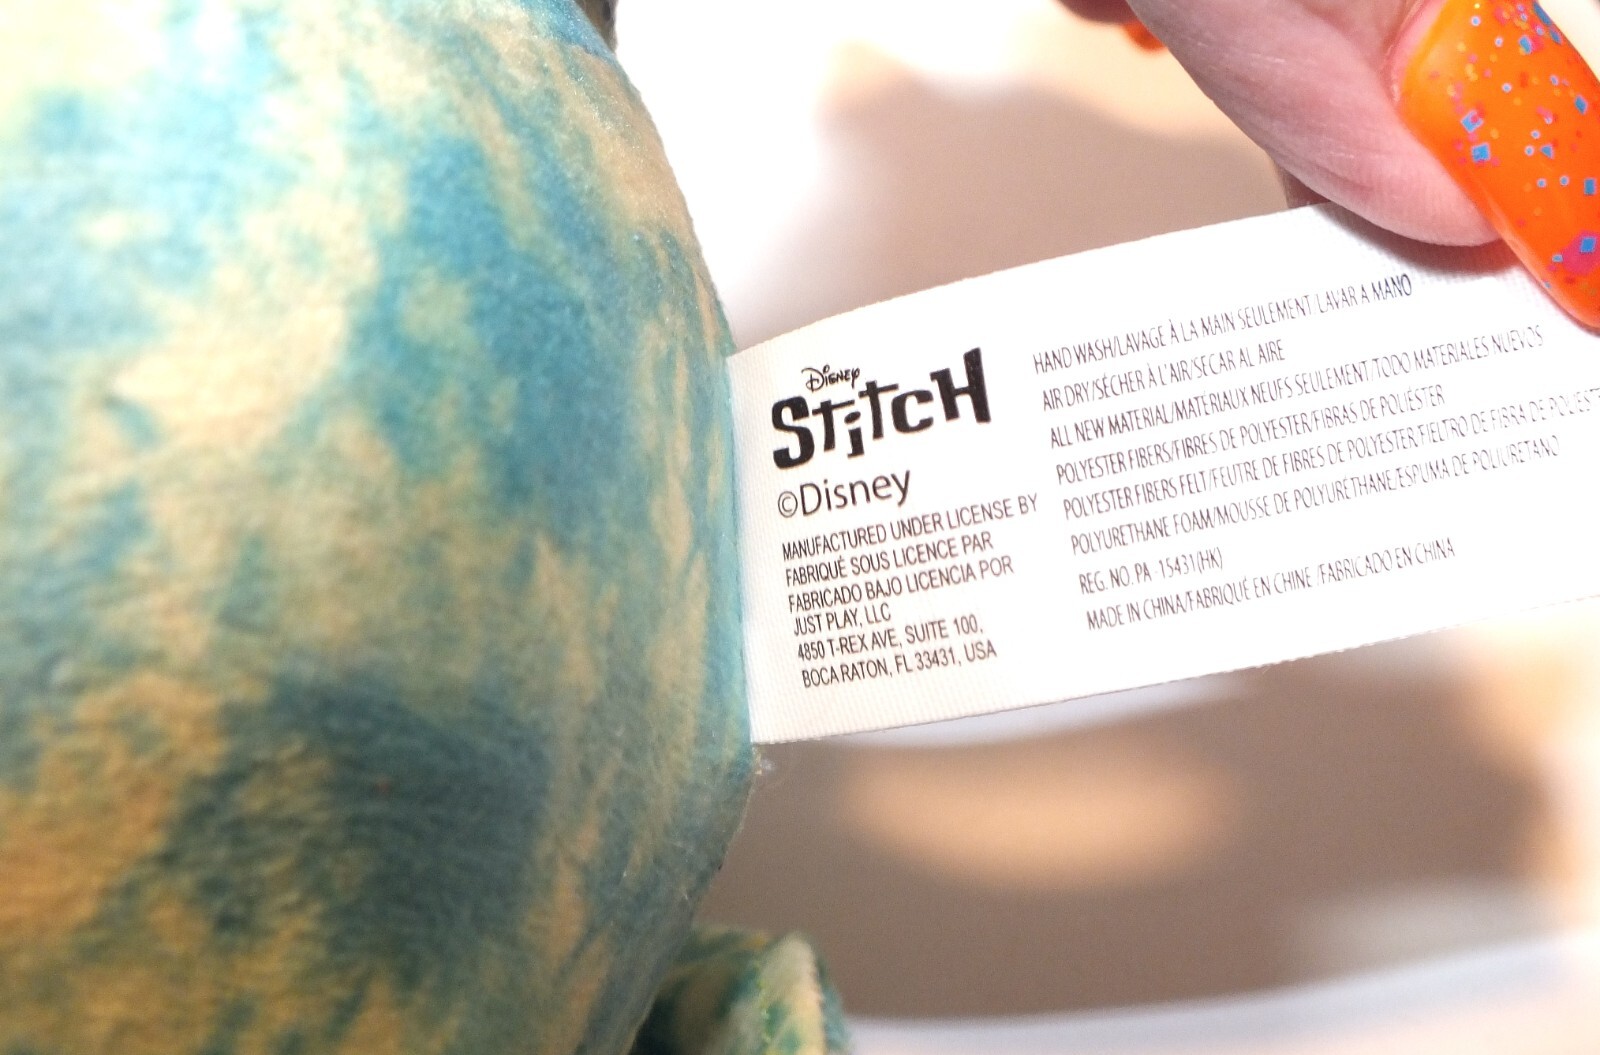 Disney
Stitch
©Disney
MANUFACTURED UNDER LICENSE BY
FABRIQUÉ SOUS LICENCE PAR
FABRICADO BAJO LICENCIA POR
JUST PLAY, LLC
4850 T-REX AVE, SUITE 100,
BOCA RATON, FL 33431, USA
HAND WASH/LAVAGE À LA MAIN SEULEMENT/LAVAR A MANO
AIR DRY/SÉCHER À L'AIR/SECAR AL AIRE
ALL NEW MATERIAL/MATÉRIAUX NEUFS SEULEMENT/TODO MATERIALES NUEVOS
POLYESTER FIBERS/FIBRES DE POLYESTER/FIBRAS DE POLIÉSTER
POLYESTER FIBERS FELT/FEUTRE DE FIBRES DE POLYESTER/FIELTRO DE FIBRA DE
POLYURETHANE FOAM/MOUSSE DE POLYURÉTHANE/ESPUMA DE POLIURETANO
REG. NO. PA -15431(HK)
MADE IN CHINA/FABRIQUÉ EN CHINE /FABRICADO EN CHINA